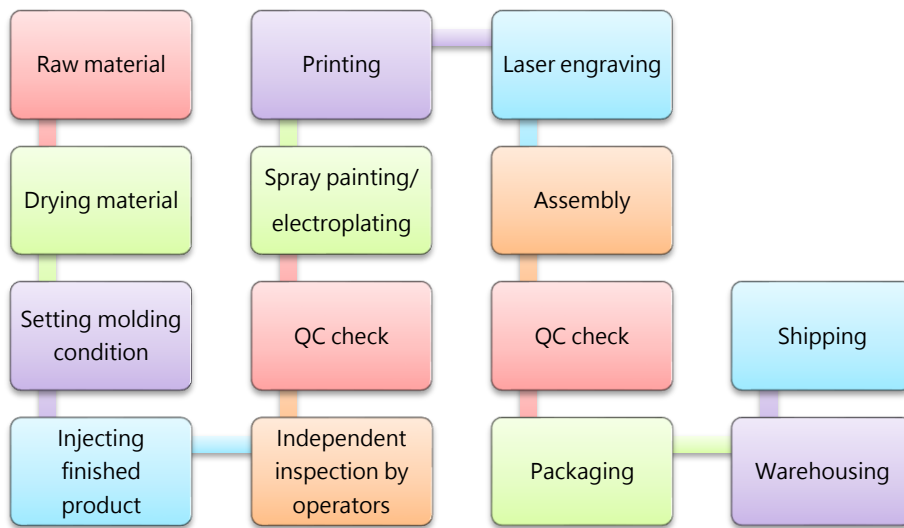 Raw material
Drying material
Setting molding
condition
Injecting
finished
product
Independent
inspection by
operators
QC check
Spray painting/
electroplating
Printing
Laser engraving
Assembly
QC check
Packaging
Warehousing
Shipping